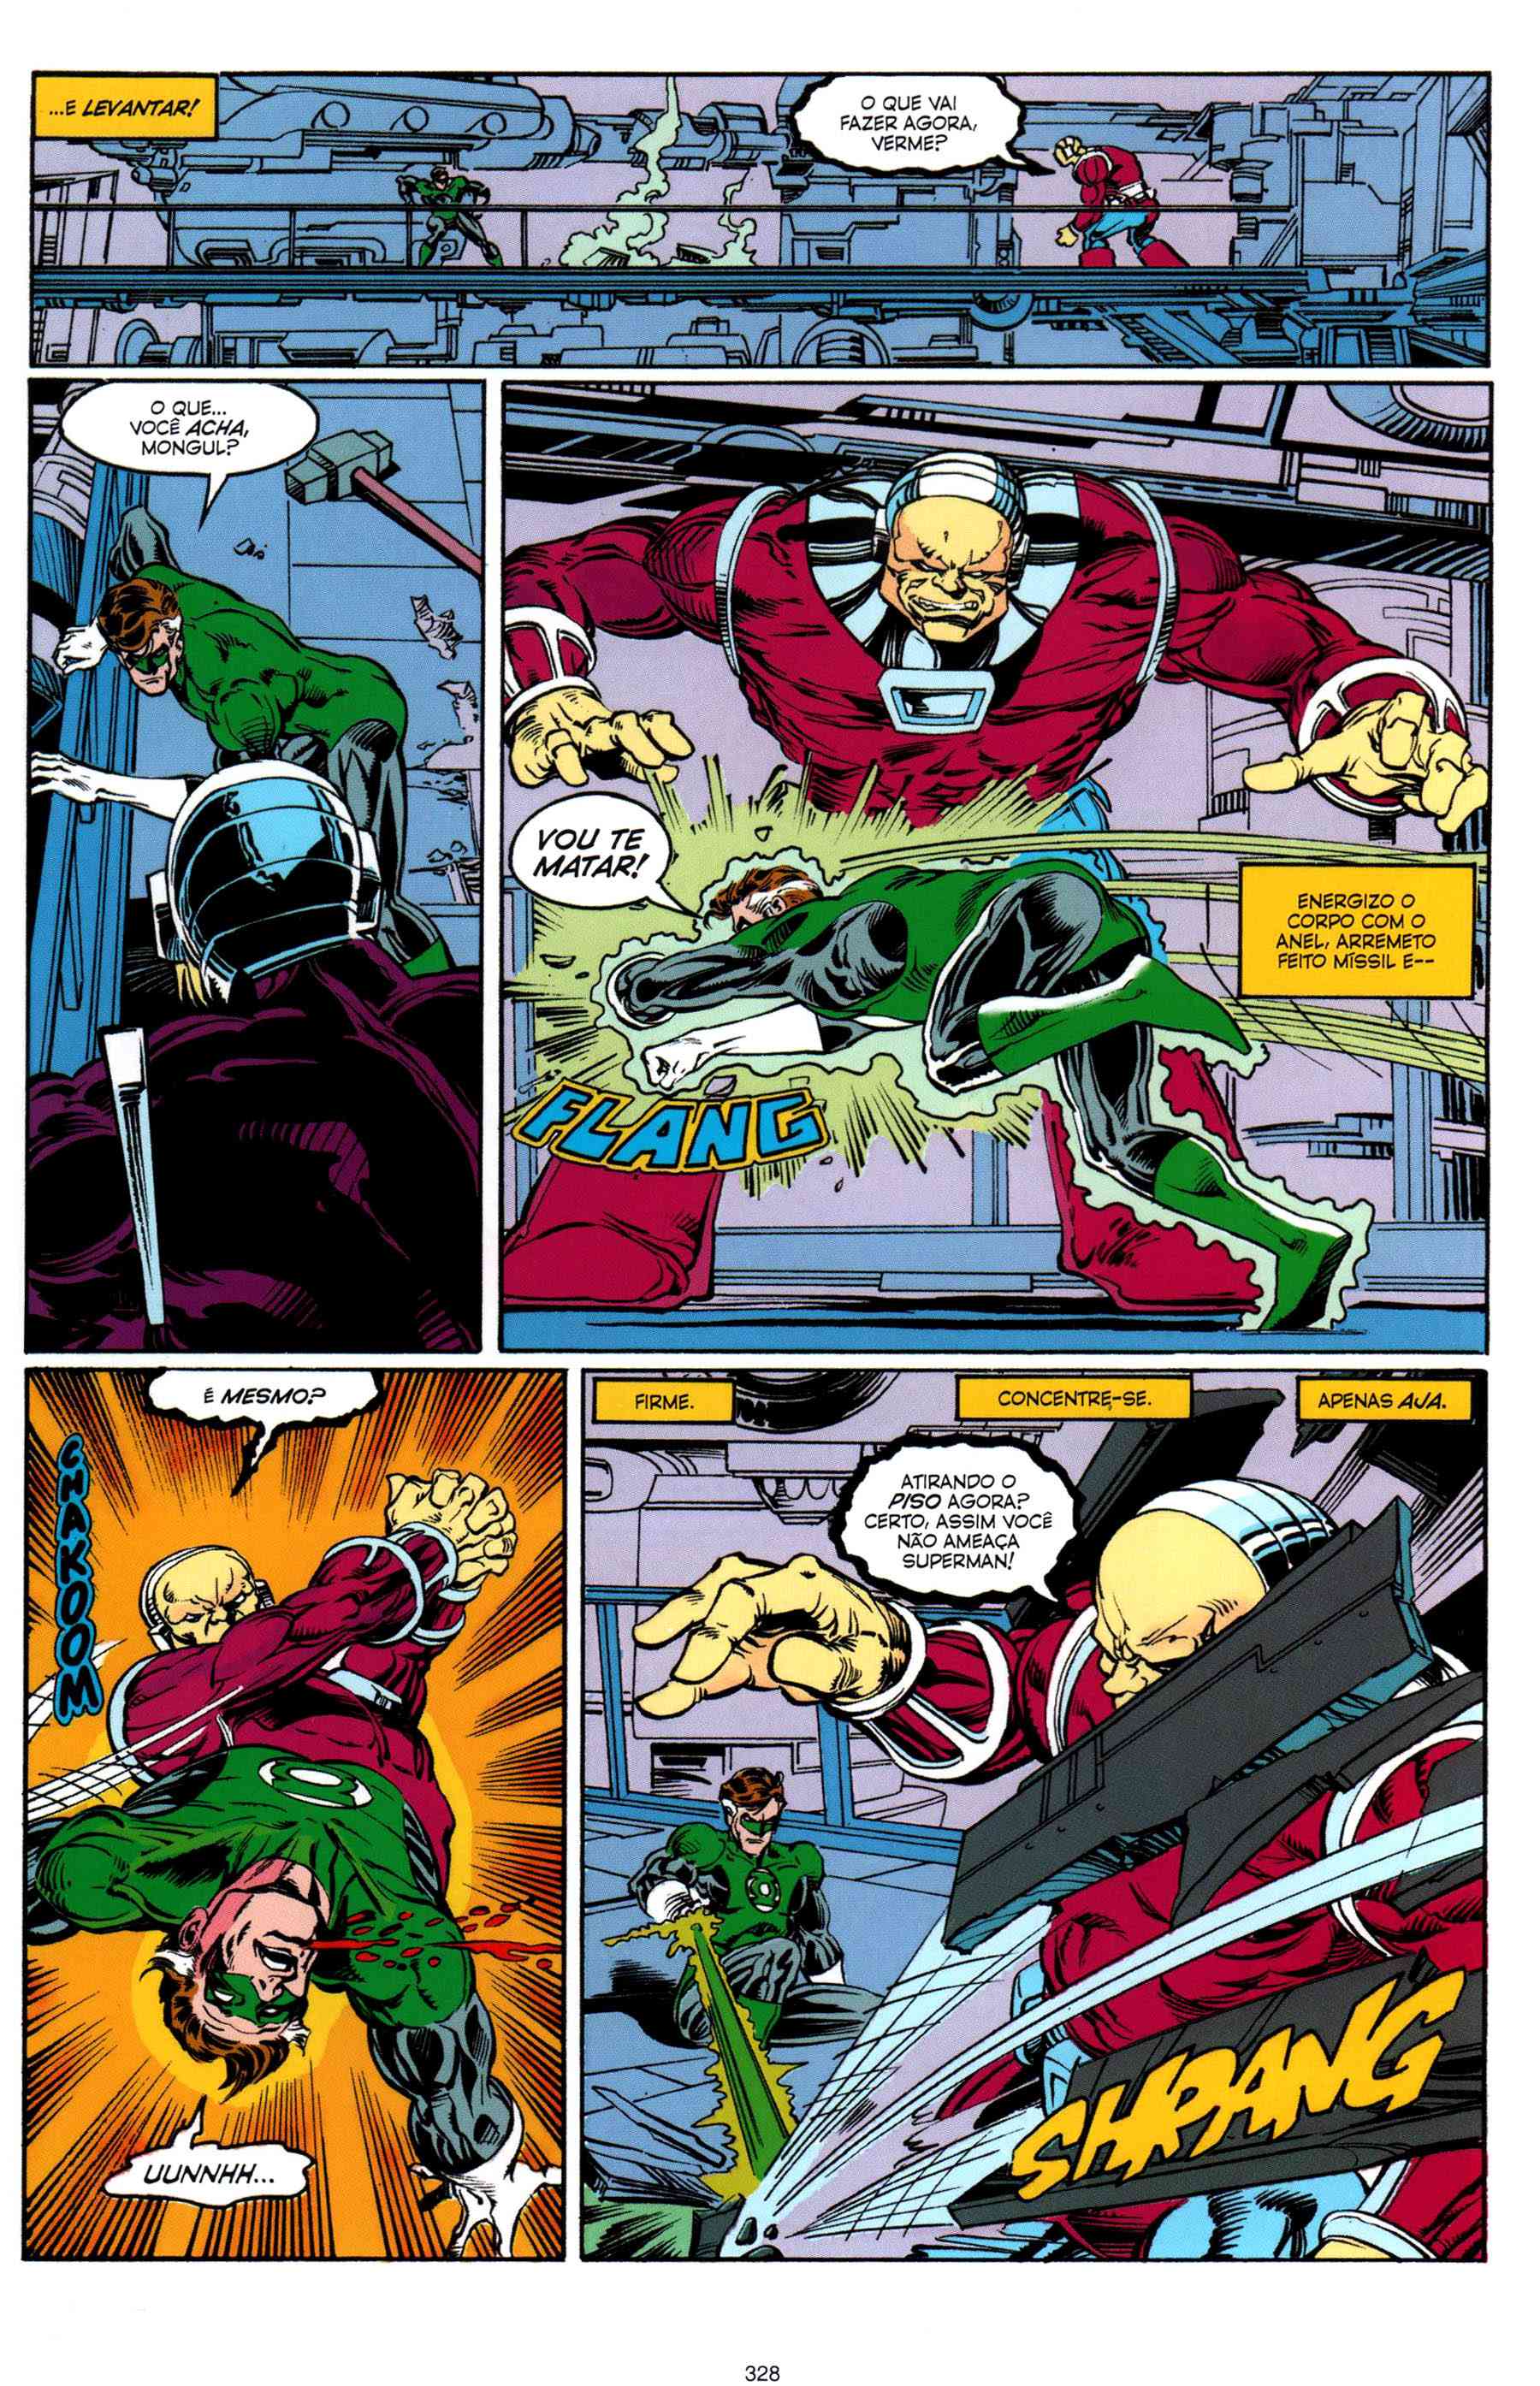 ...E LEVANTAR!
O QUE VAI
FAZER AGORA,
VERME?
O QUE...
VOCÊ ACHA,
MONGUL?
VOU TE
MATAR!
ENERGIZO O
CORPO COM O
ANEL, ARREMETO
FEITO MÍSSIL E--
FLANG
É MESMO?
CHAKOOM
UUNNHH...
FIRME.
CONCENTRE-SE.
APENAS AJA.
ATIRANDO O
PISO AGORA?
CERTO, ASSIM VOCÊ
NÃO AMEAÇA
SUPERMAN!
SHPANG
328